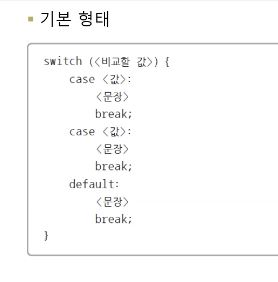 기본 형태
switch (<비교할 값>) {
    case <값>:
        <문장>
        break;
    case <값>:
        <문장>
        break;
    default:
        <문장>
        break;
}